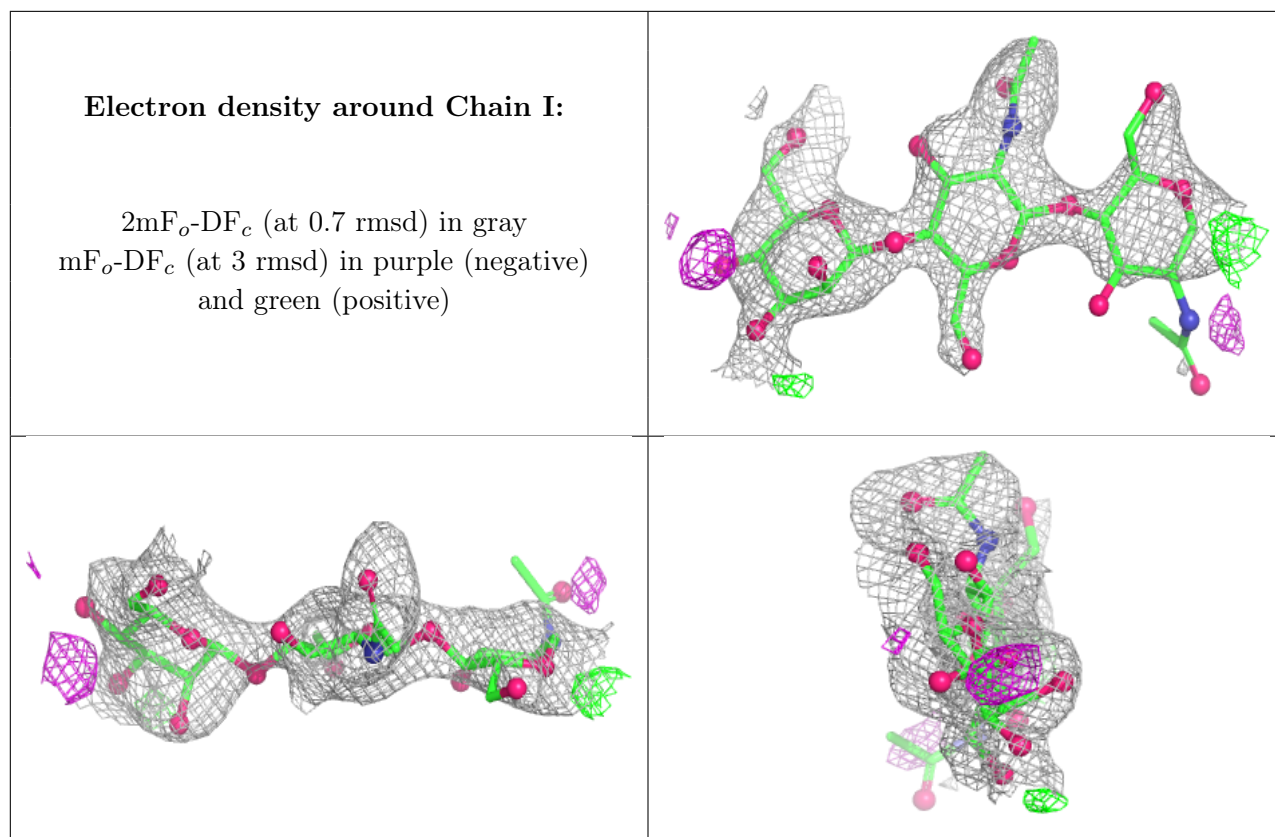 Electron density around Chain I:
2mFₒ-DF𝒸 (at 0.7 rmsd) in gray
mFₒ-DF𝒸 (at 3 rmsd) in purple (negative)
and green (positive)